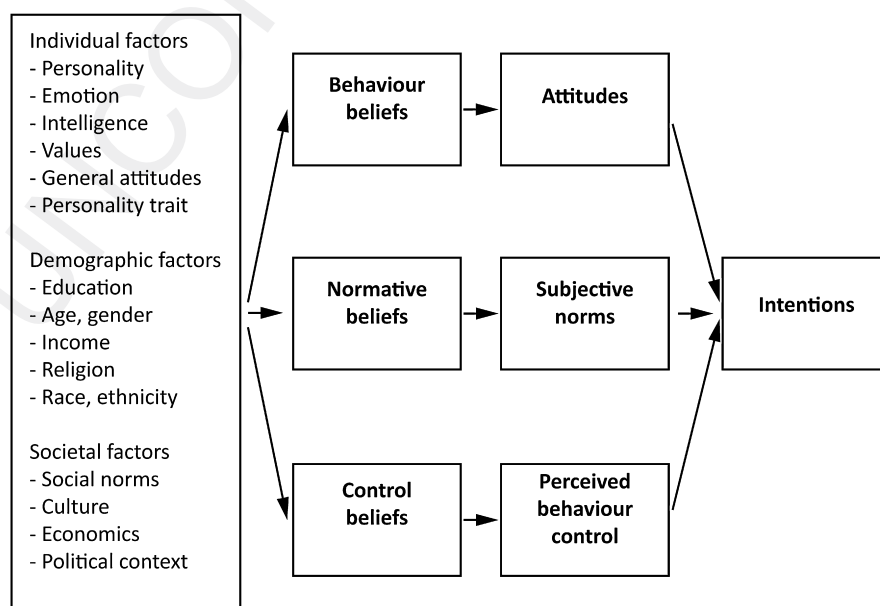 Individual factors
- Personality
- Emotion
- Intelligence
- Values
- General attitudes
- Personality trait
Demographic factors
- Education
- Age, gender
- Income
- Religion
- Race, ethnicity
Societal factors
- Social norms
- Culture
- Economics
- Political context
Behaviour
beliefs
Attitudes
Normative
beliefs
Subjective
norms
Intentions
Control
beliefs
Perceived
behaviour
control